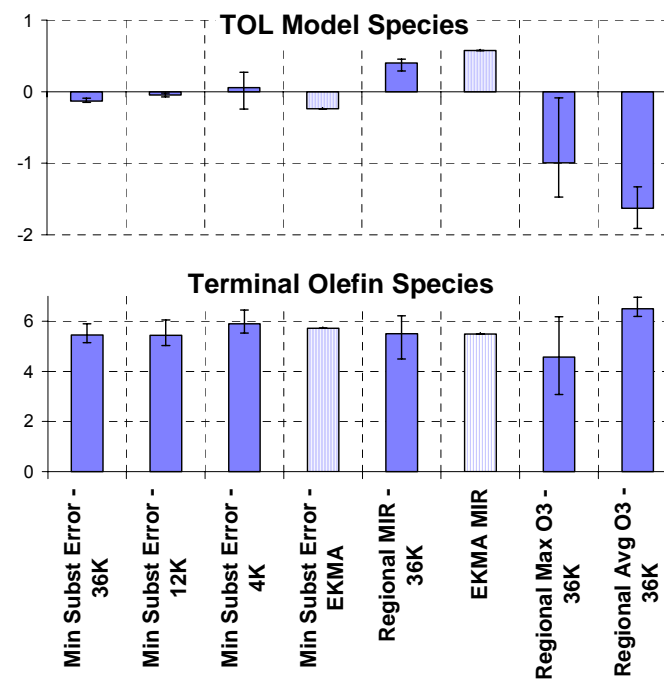 TOL Model Species
1
0
-1
-2
Terminal Olefin Species
6
4
2
0
Min Subst Error -
36K
Min Subst Error -
12K
Min Subst Error -
4K
Min Subst Error -
EKMA
Regional MIR -
36K
EKMA MIR
Regional Max O3 -
36K
Regional Avg O3 -
36K